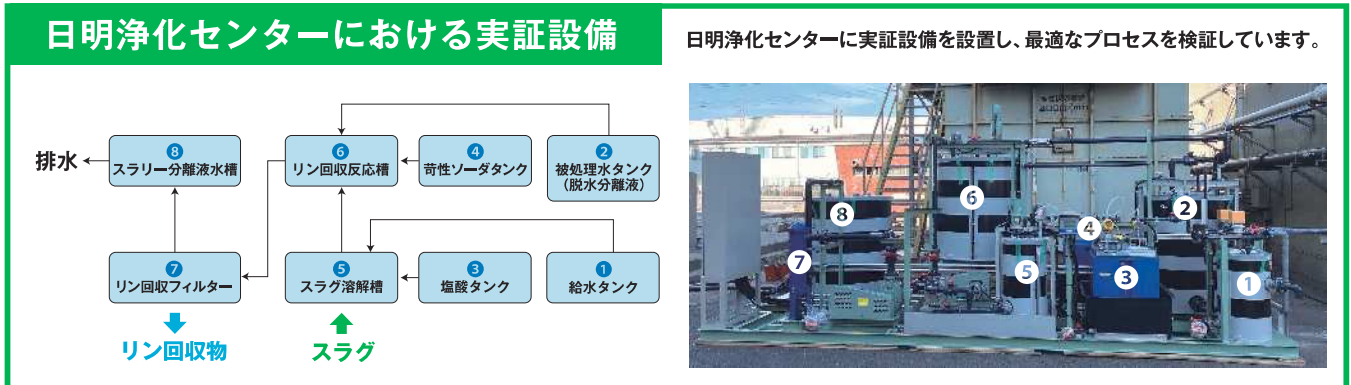 日明浄化センターにおける実証設備
日明浄化センターに実証設備を設置し、最適なプロセスを検証しています。
排水
8
スラリー分離液水槽
6
リン回収反応槽
4
苛性ソーダタンク
2
被処理水タンク
（脱水分離液）
7
リン回収フィルター
5
スラグ溶解槽
3
塩酸タンク
1
給水タンク
リン回収物
スラグ
8
6
2
4
7
5
3
1